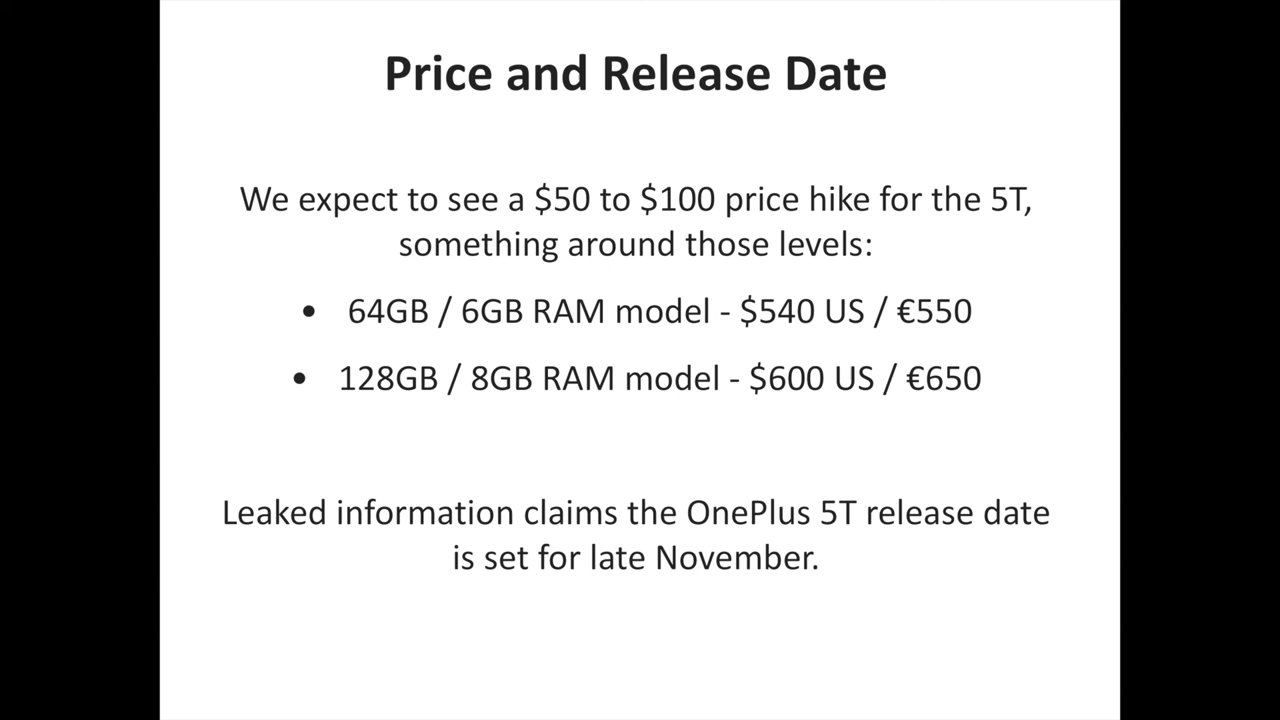 Price and Release Date
We expect to see a $50 to $100 price hike for the 5T,
something around those levels:
• 64GB / 6GB RAM model - $540 US / €550
• 128GB / 8GB RAM model - $600 US / €650
Leaked information claims the OnePlus 5T release date
is set for late November.